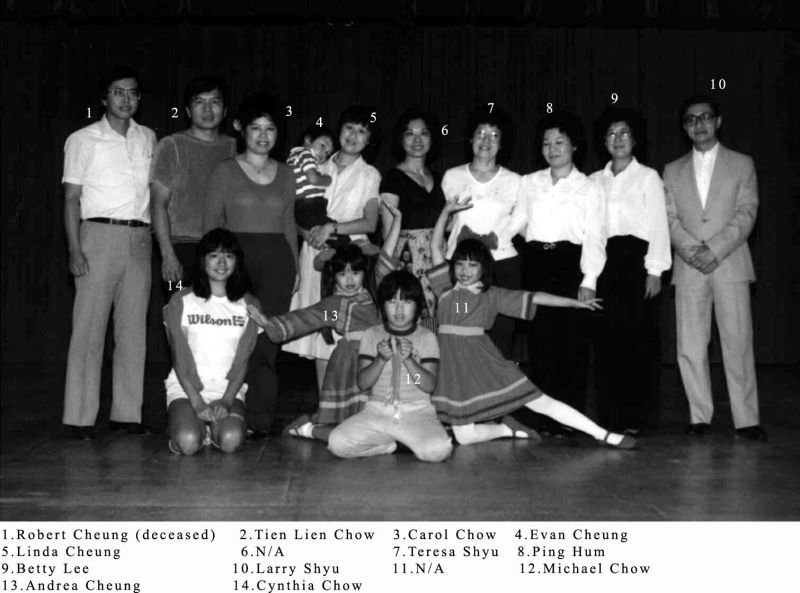 10
1
2
3
4
5
6
7
8
9
14
13
11
12
Wilson
1.Robert Cheung (deceased) 2.Tien Lien Chow 3.Carol Chow 4.Evan Cheung
5.Linda Cheung 6.N/A 7.Teresa Shyu 8.Ping Hum
9.Betty Lee 10.Larry Shyu 11.N/A 12.Michael Chow
13.Andrea Cheung 14.Cynthia Chow